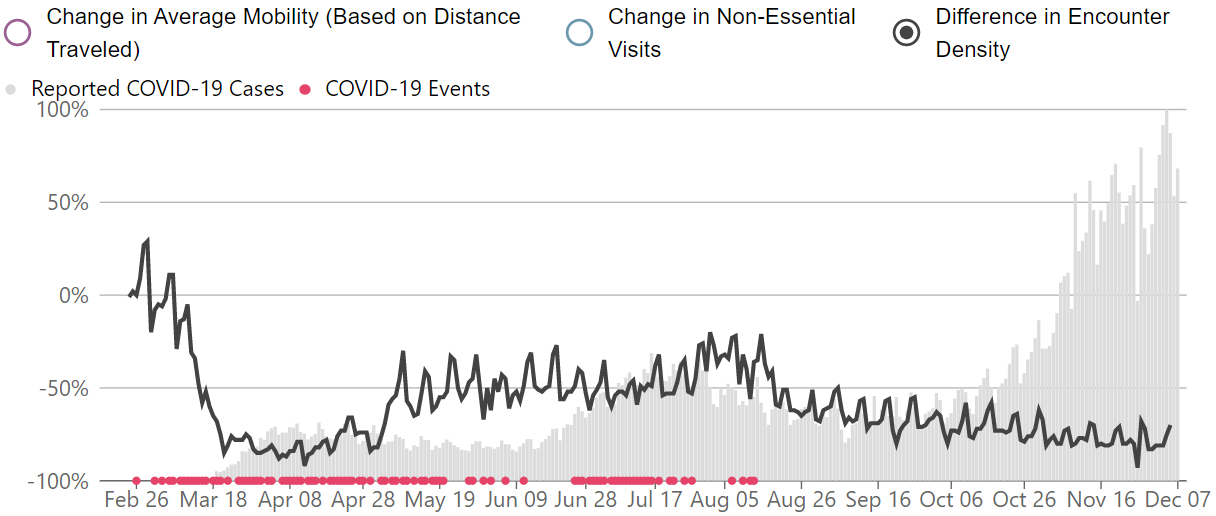 Change in Average Mobility (Based on Distance
Traveled)
Change in Non-Essential
Visits
Difference in Encounter
Density
Reported COVID-19 Cases
COVID-19 Events
100%
50%
0%
-50%
-100%
Feb 26 Mar 18 Apr 08 Apr 28 May 19 Jun 09 Jun 28 Jul 17 Aug 05 Aug 26 Sep 16 Oct 06 Oct 26 Nov 16 Dec 07